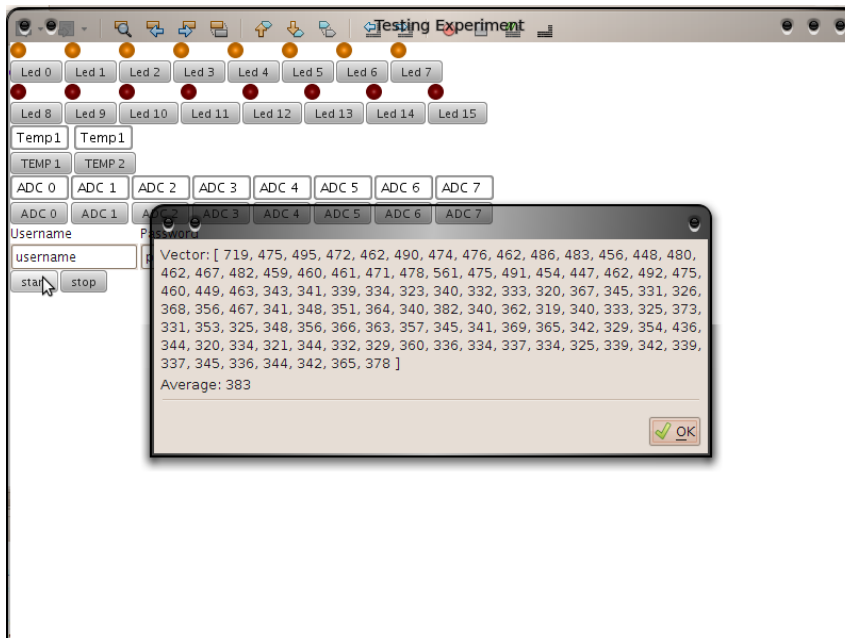 Testing Experiment
Led 0 Led 1 Led 2 Led 3 Led 4 Led 5 Led 6 Led 7
Led 8 Led 9 Led 10 Led 11 Led 12 Led 13 Led 14 Led 15
Temp1 Temp1
TEMP 1 TEMP 2
ADC 0 ADC 1 ADC 2 ADC 3 ADC 4 ADC 5 ADC 6 ADC 7
ADC 0 ADC 1 ADC 2 ADC 3 ADC 4 ADC 5 ADC 6 ADC 7
Username Password
username
start stop
Vector: [ 719, 475, 495, 472, 462, 490, 474, 476, 462, 486, 483, 456, 448, 480,
462, 467, 482, 459, 460, 461, 471, 478, 561, 475, 491, 454, 447, 462, 492, 475,
460, 449, 463, 343, 341, 339, 334, 323, 340, 332, 333, 320, 367, 345, 331, 326,
368, 356, 467, 341, 348, 351, 364, 340, 382, 340, 362, 319, 340, 333, 325, 373,
331, 353, 325, 348, 356, 366, 363, 357, 345, 341, 369, 365, 342, 329, 354, 436,
344, 320, 334, 321, 344, 332, 329, 360, 336, 334, 337, 334, 325, 339, 342, 339,
337, 345, 336, 344, 342, 365, 378 ]
Average: 383
OK